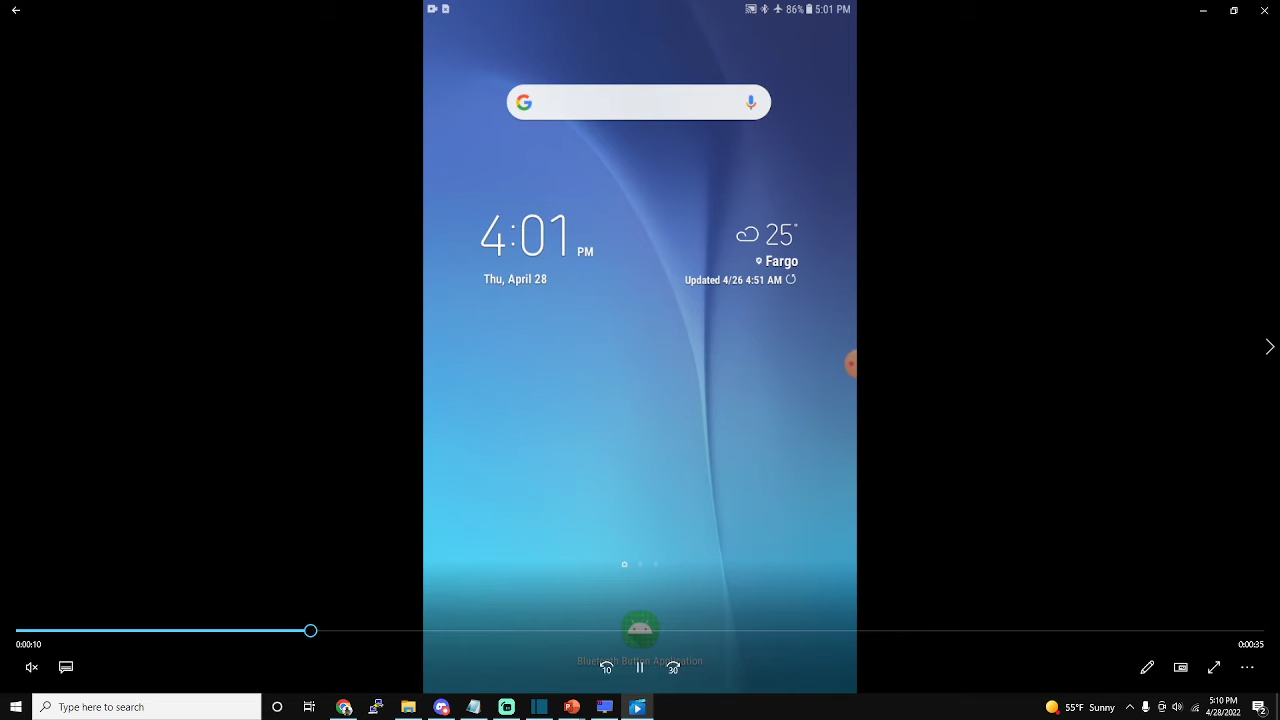 86% 5:01 PM
4:01 PM
Thu, April 28
25°
Fargo
Updated 4/26 4:51 AM
Bluetooth Button Application
0:00:10
0:00:35
10
30
Type here to search
55°F Sunny
5:10 PM
4/28/2022
2